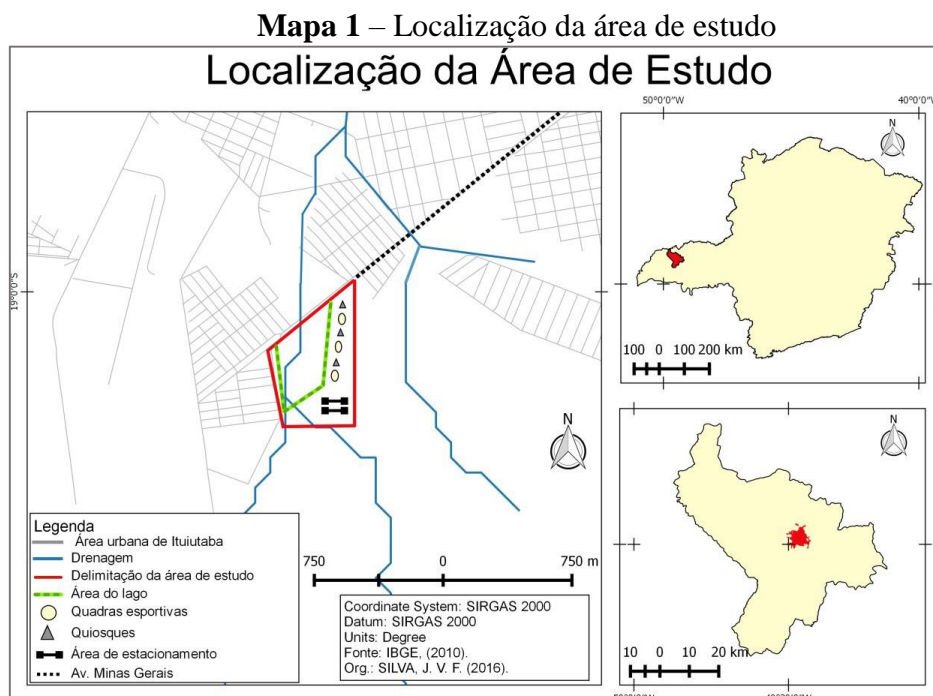 Mapa 1 – Localização da área de estudo
Localização da Área de Estudo
50°0'0"W
40°0'0"W
19°0'0"S
N
100 0 100 200 km
N
Legenda
Área urbana de Ituiutaba
Drenagem
Delimitação da área de estudo
Área do lago
Quadras esportivas
Quiosques
Área de estacionamento
Av. Minas Gerais
750 0 750 m
Coordinate System: SIRGAS 2000
Datum: SIRGAS 2000
Units: Degree
Fonte: IBGE, (2010).
Org.: SILVA, J. V. F. (2016).
N
10 0 10 20 km